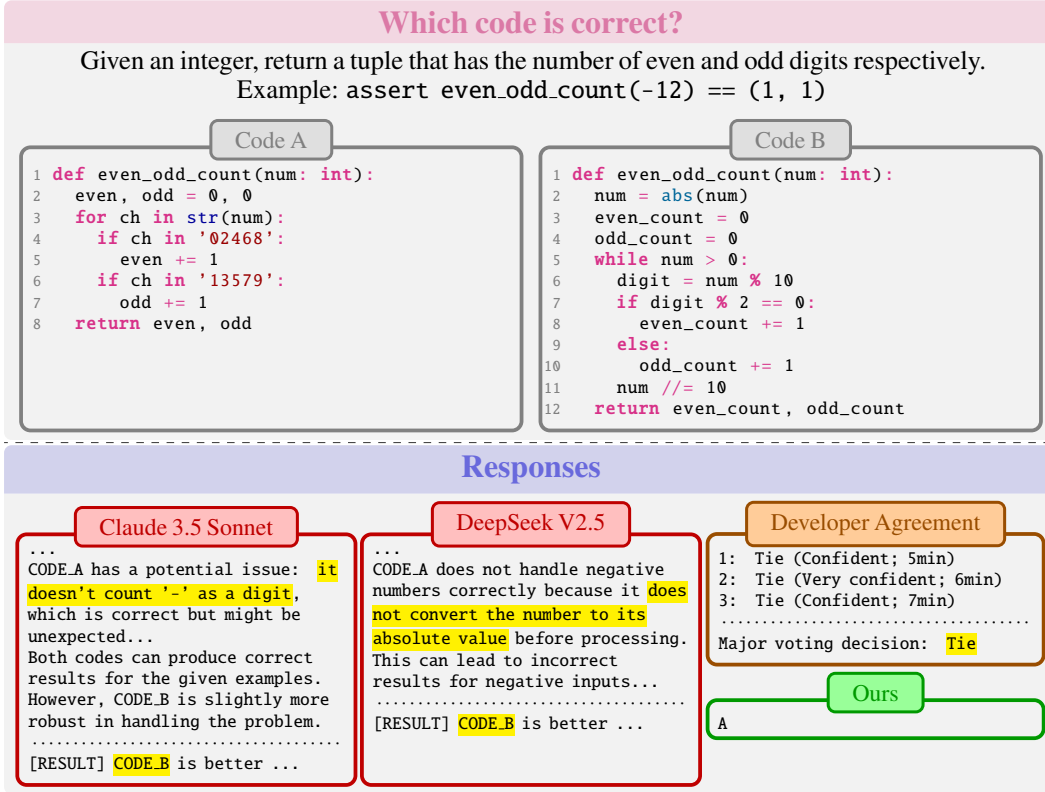 Which code is correct?
Given an integer, return a tuple that has the number of even and odd digits respectively.
Example: assert even_odd_count(-12) == (1, 1)
Code A
1 def even_odd_count(num: int):
2   even, odd = 0, 0
3   for ch in str(num):
4     if ch in '02468':
5       even += 1
6     if ch in '13579':
7       odd += 1
8   return even, odd
Code B
1 def even_odd_count(num: int):
2   num = abs(num)
3   even_count = 0
4   odd_count = 0
5   while num > 0:
6     digit = num % 10
7     if digit % 2 == 0:
8       even_count += 1
9     else:
10       odd_count += 1
11     num //= 10
12   return even_count, odd_count
Responses
Claude 3.5 Sonnet
...
CODE_A has a potential issue: it
doesn't count '-' as a digit,
which is correct but might be
unexpected...
Both codes can produce correct
results for the given examples.
However, CODE_B is slightly more
robust in handling the problem.
[RESULT] CODE_B is better ...
DeepSeek V2.5
...
CODE_A does not handle negative
numbers correctly because it does
not convert the number to its
absolute value before processing.
This can lead to incorrect
results for negative inputs...
[RESULT] CODE_B is better ...
Developer Agreement
1: Tie (Confident; 5min)
2: Tie (Very confident; 6min)
3: Tie (Confident; 7min)
Major voting decision: Tie
Ours
A